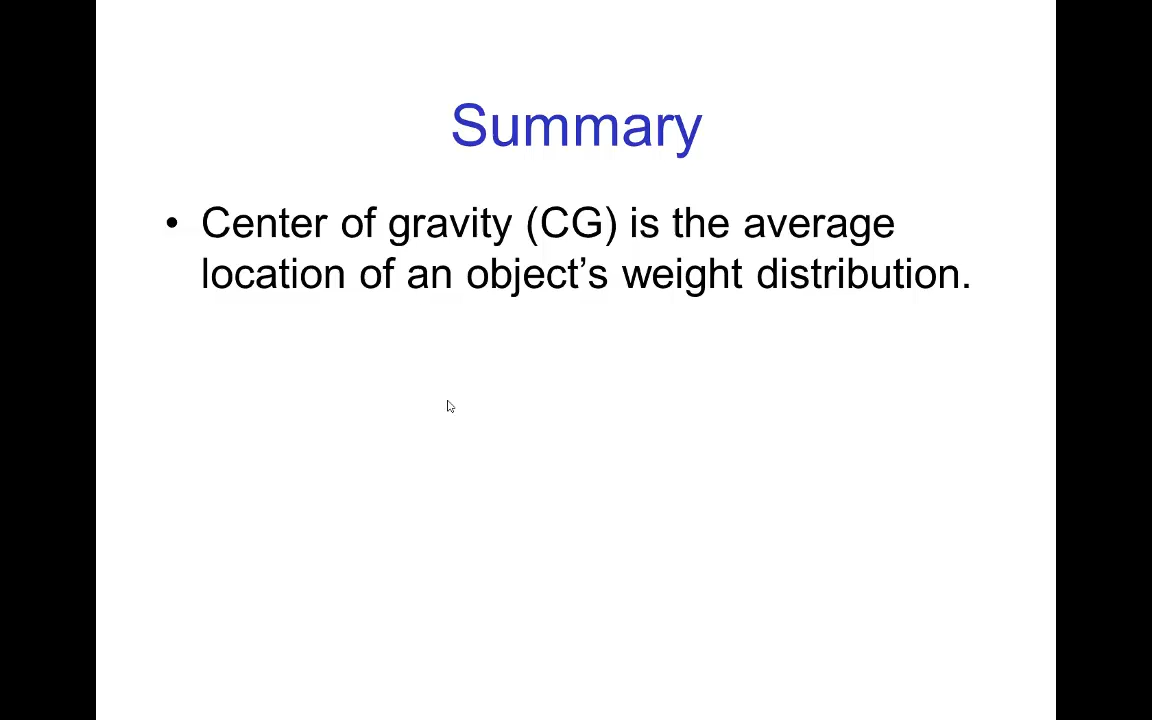 Summary
• Center of gravity (CG) is the average
location of an object’s weight distribution.